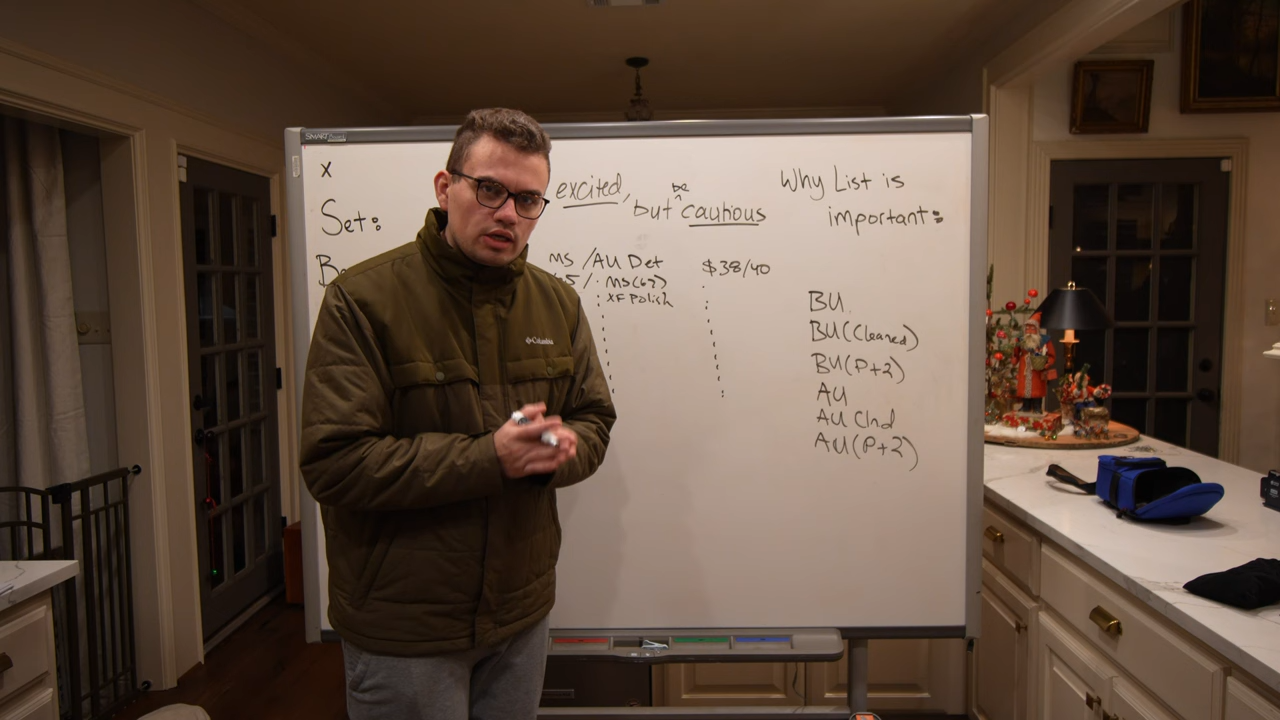 SMART Board
x
Set:
excited,
but be cautious
Why List is
important:
MS /AU Det
$38/40
MS(67)
XF Polish
BU
BU(Cleaned)
BU(P+2)
AU
AU Clnd
AU(P+2)
Columbia